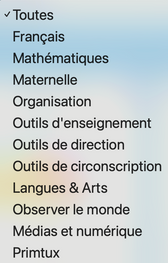 ✓Toutes
Français
Mathématiques
Maternelle
Organisation
Outils d'enseignement
Outils de direction
Outils de circonscription
Langues & Arts
Observer le monde
Médias et numérique
Primtux